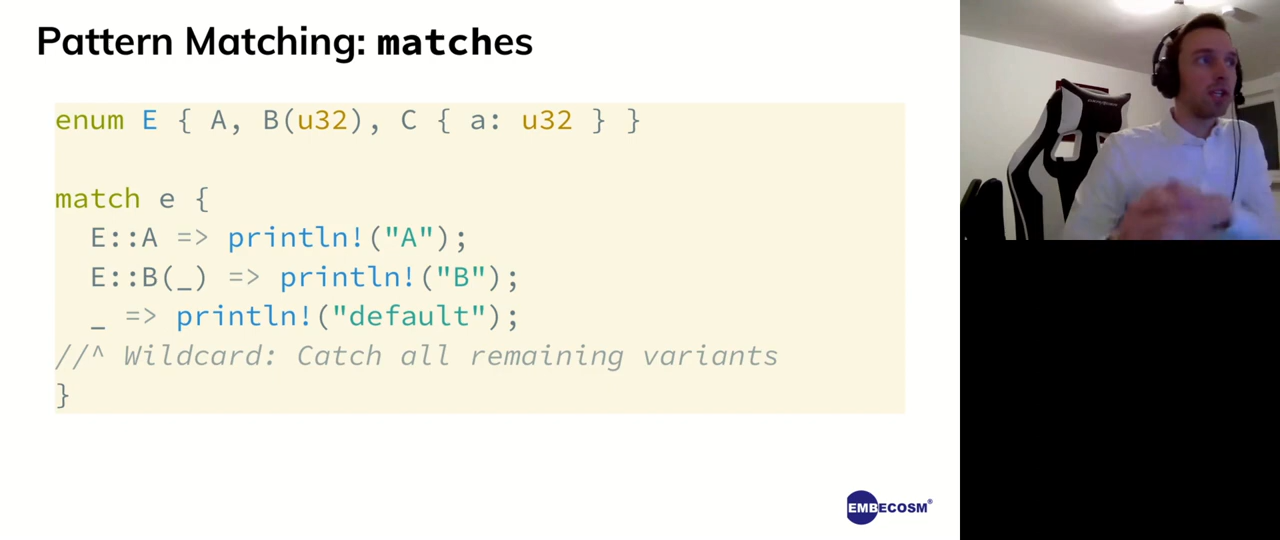 Pattern Matching: matches
enum E { A, B(u32), C { a: u32 } }
match e {
E::A => println!("A");
E::B(_) => println!("B");
_ => println!("default");
//^ Wildcard: Catch all remaining variants
}
EMBECOSM®